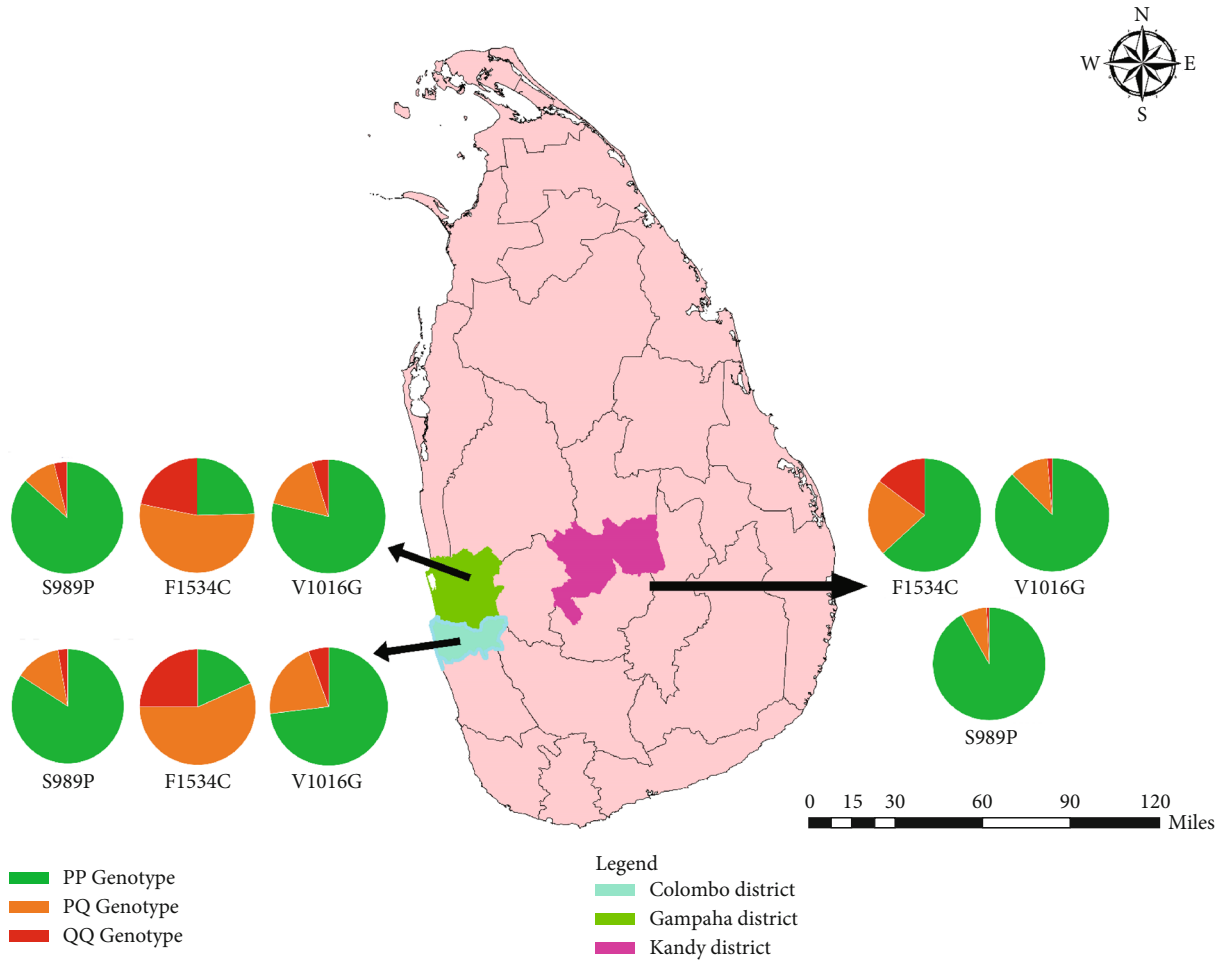 N
W E
S
S989P F1534C V1016G
F1534C V1016G
S989P
S989P F1534C V1016G
0 15 30 60 90 120
Miles
PP Genotype
PQ Genotype
QQ Genotype
Legend
Colombo district
Gampaha district
Kandy district